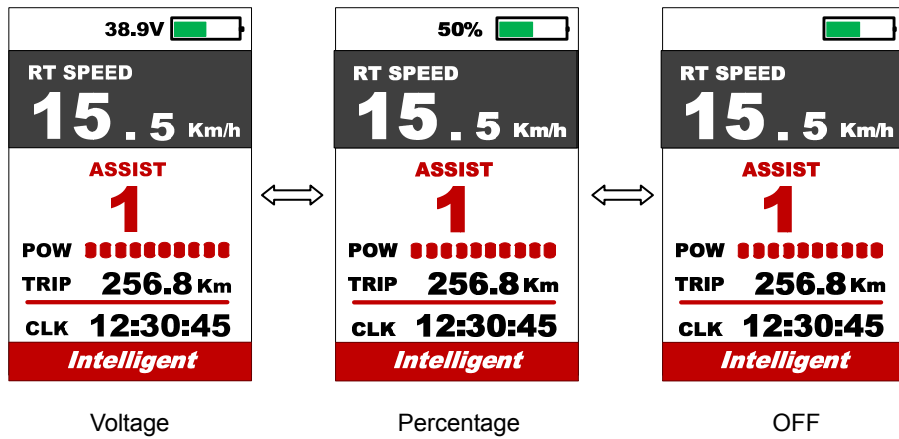 38.9V
RT SPEED
15.5 Km/h
ASSIST
1
POW
TRIP 256.8 Km
CLK 12:30:45
Intelligent
Voltage
50%
RT SPEED
15.5 Km/h
ASSIST
1
POW
TRIP 256.8 Km
CLK 12:30:45
Intelligent
Percentage
RT SPEED
15.5 Km/h
ASSIST
1
POW
TRIP 256.8 Km
CLK 12:30:45
Intelligent
OFF